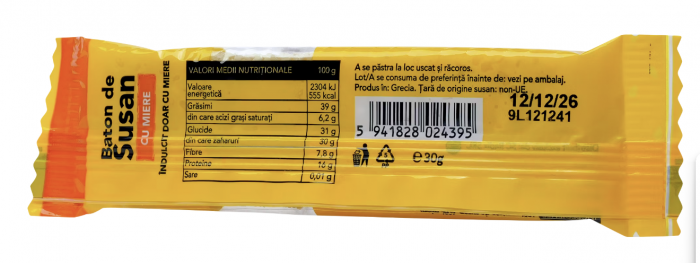 Baton de
Susan
CU MIERE
ÎNDULCIT DOAR CU MIERE
VALORI MEDII NUTRIȚIONALE 100 g
Valoare energetică 2304 kJ
555 kcal
Grăsimi 39 g
din care acizi grași saturați 6,2 g
Glucide 31 g
din care zaharuri 30 g
Fibre 7,8 g
Proteine 16 g
Sare 0,01 g
A se păstra la loc uscat și răcoros.
Lot/A se consuma de preferință înainte de: vezi pe ambalaj.
Produs în: Grecia. Țară de origine susan: non-UE.
12/12/26
9L121241
5 941828 024395
5
℮30g